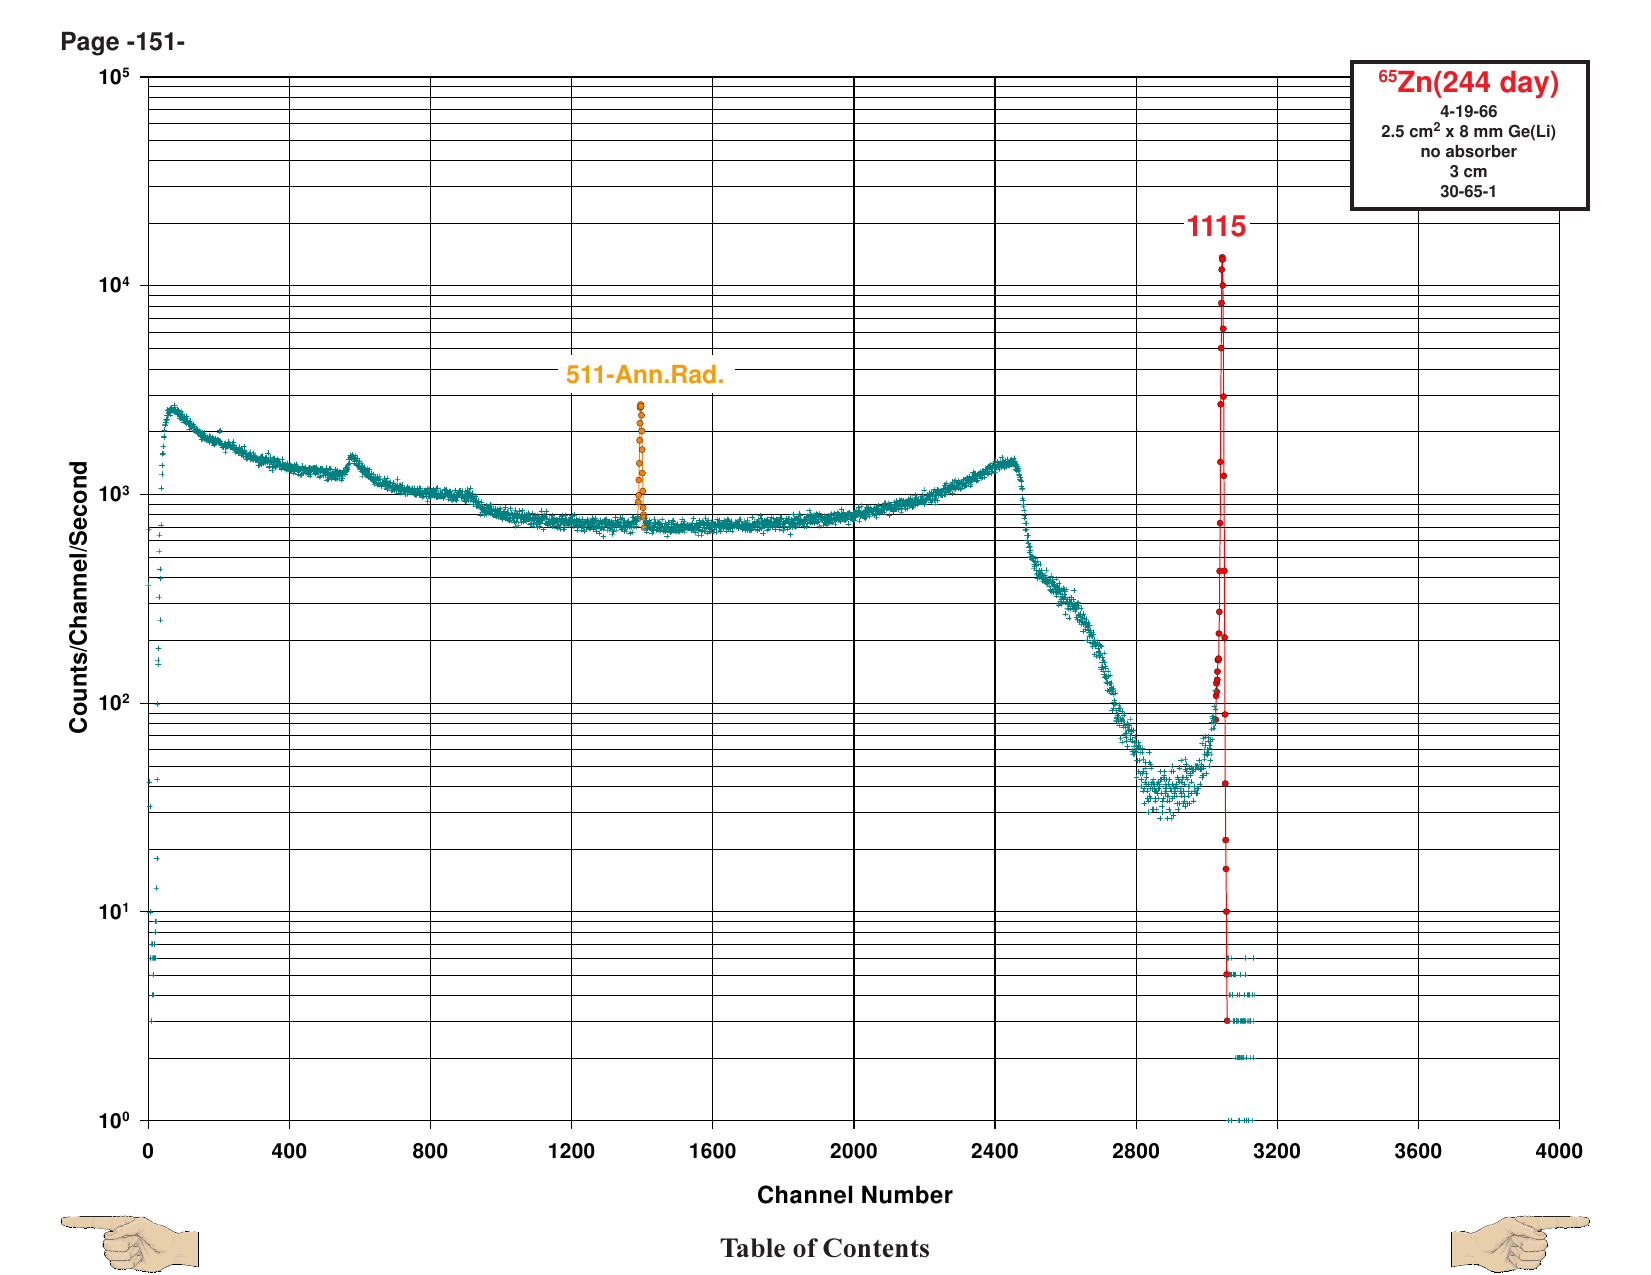 Page -151-
10⁵
⁶⁵Zn(244 day)
4-19-66
2.5 cm² x 8 mm Ge(Li)
no absorber
3 cm
30-65-1
1115
10⁴
511-Ann.Rad.
10³
Counts/Channel/Second
10²
10¹
10⁰
0 400 800 1200 1600 2000 2400 2800 3200 3600 4000
Channel Number
Table of Contents